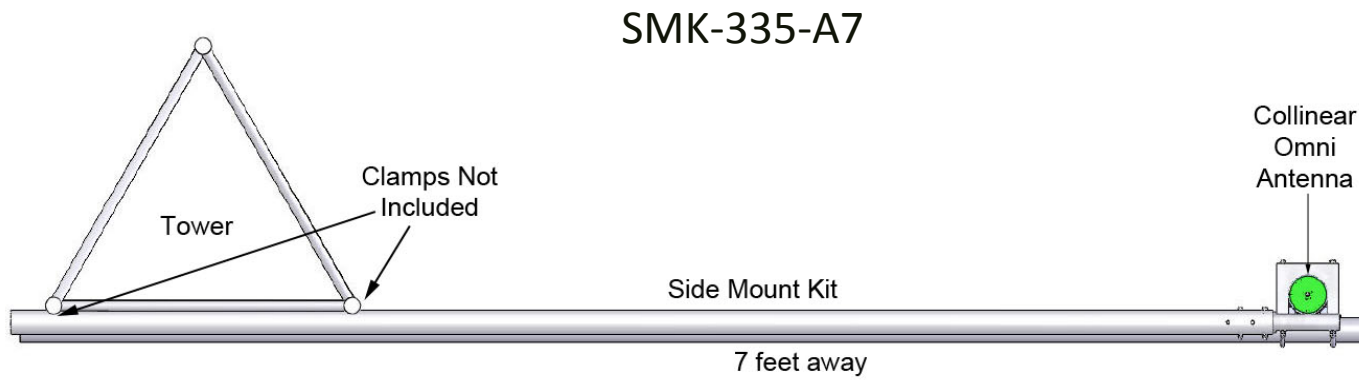 SMK-335-A7
Collinear
Omni
Antenna
Clamps Not
Included
Tower
Side Mount Kit
7 feet away